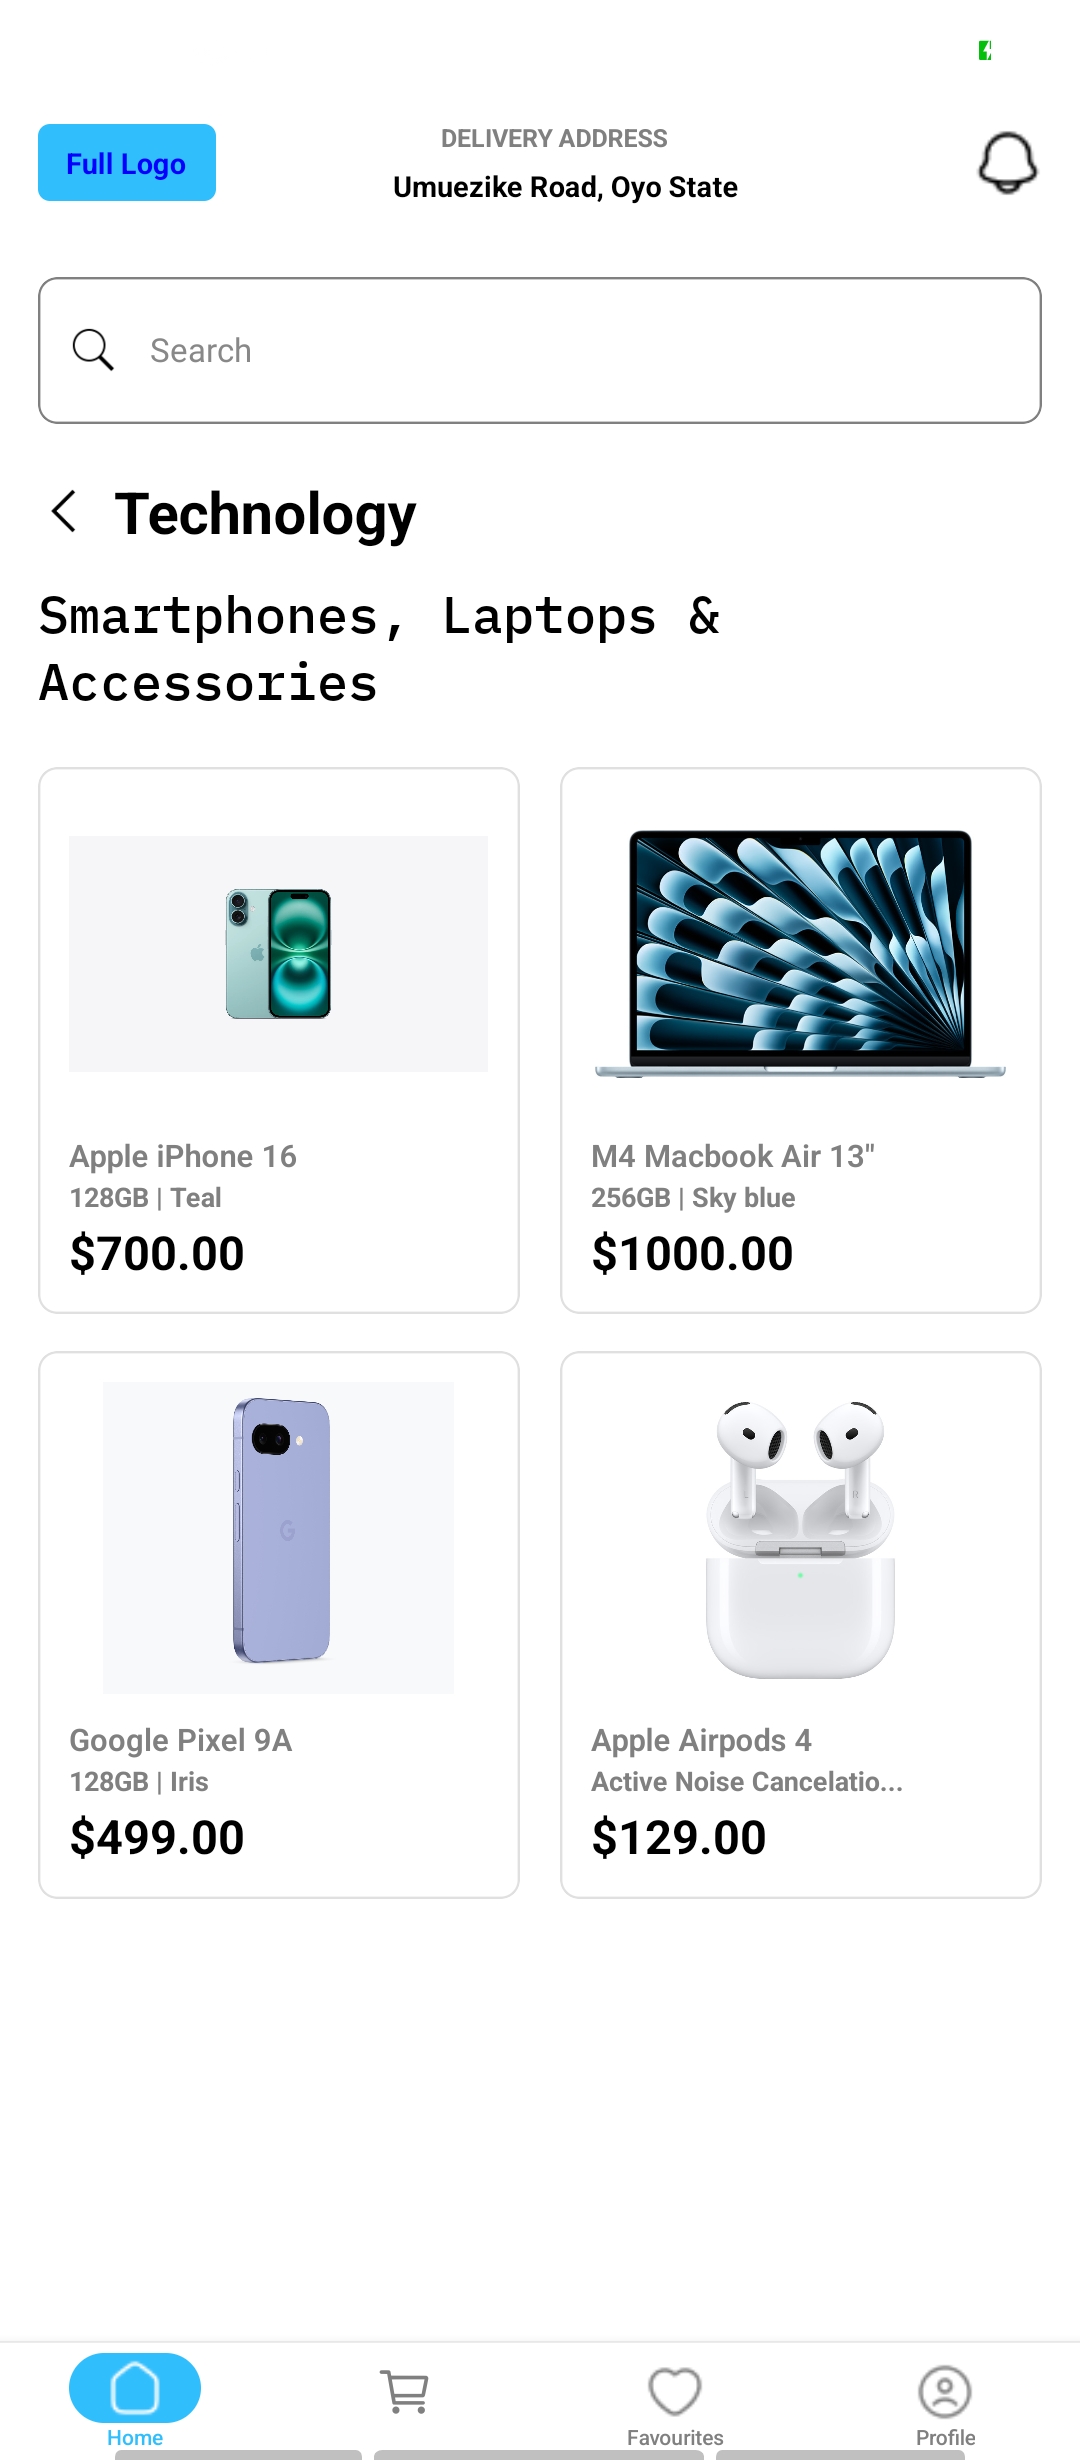 Full Logo
DELIVERY ADDRESS
Umuezike Road, Oyo State
Search
Technology
Smartphones, Laptops &
Accessories
Apple iPhone 16
128GB | Teal
$700.00
M4 Macbook Air 13"
256GB | Sky blue
$1000.00
Google Pixel 9A
128GB | Iris
$499.00
Apple Airpods 4
Active Noise Cancelatio...
$129.00
Home
Favourites
Profile